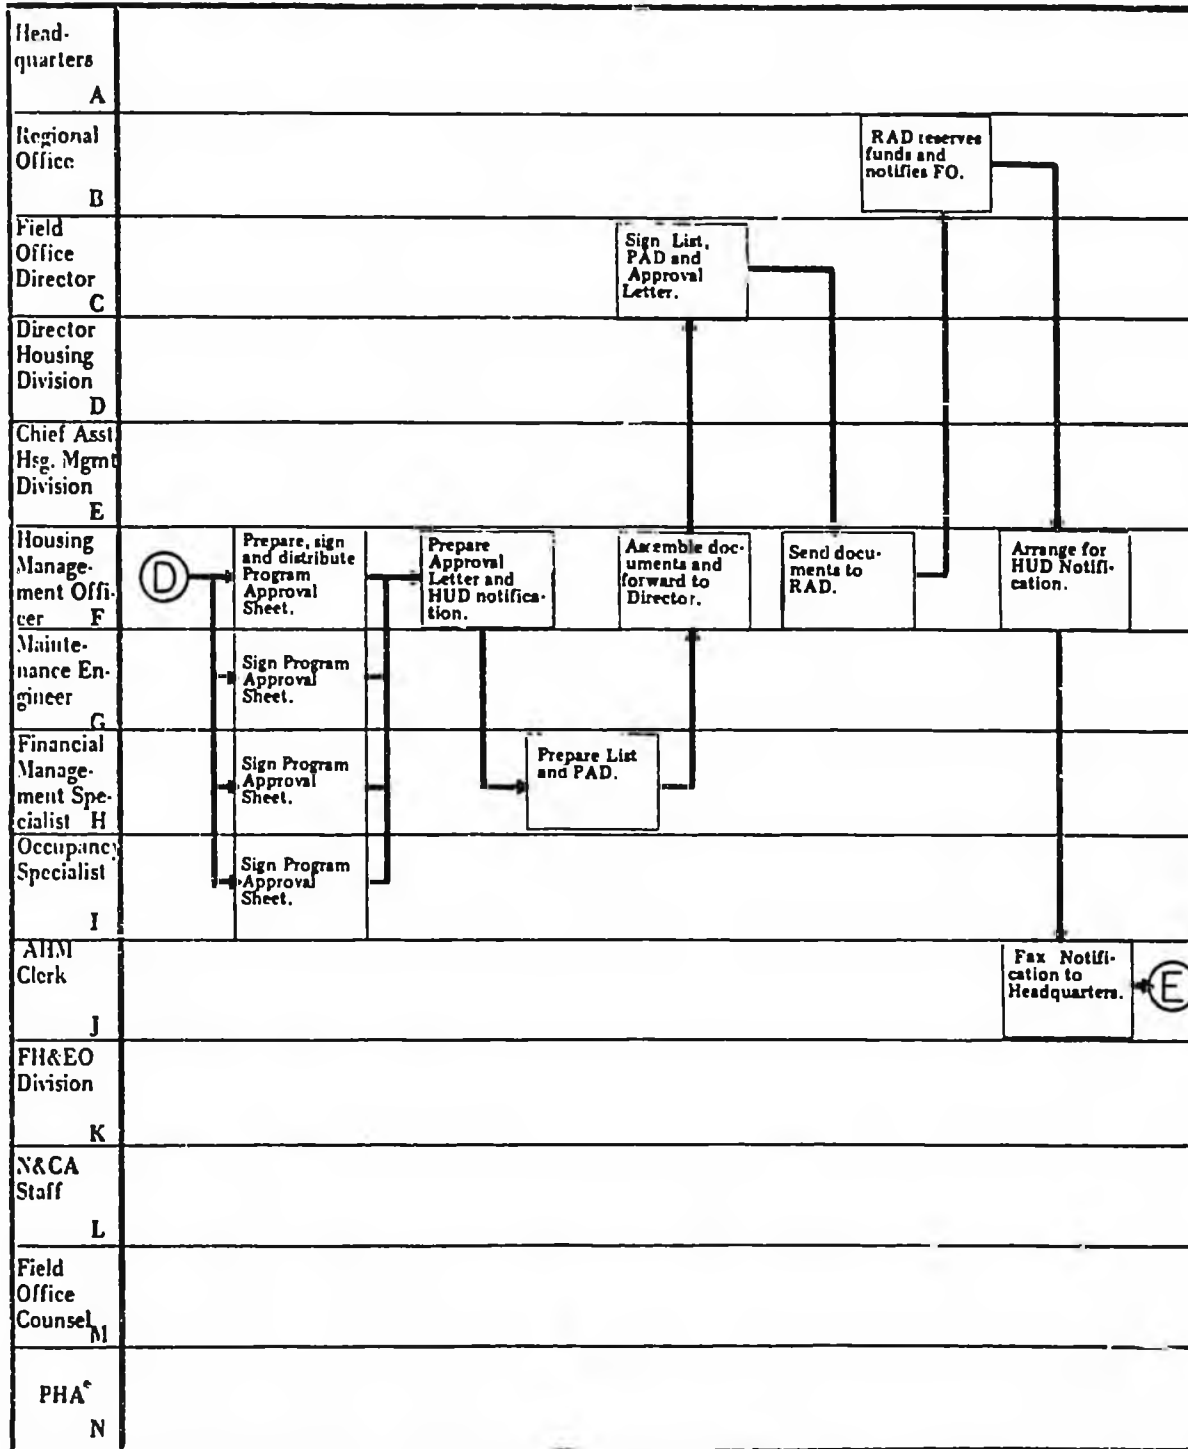 Head-
quarters
A
Regional
Office
B
RAD reserves
funds and
notifies FO.
Field
Office
Director
C
Sign List,
PAD and
Approval
Letter.
Director
Housing
Division
D
Chief Asst
Hsg. Mgmt
Division
E
Housing
Manage-
ment Offi-
cer F
D
Prepare, sign
and distribute
Program
Approval
Sheet.
Prepare
Approval
Letter and
HUD notifica-
tion.
Assemble doc-
uments and
forward to
Director.
Send docu-
ments to
RAD.
Arrange for
HUD Notifi-
cation.
Mainte-
nance En-
gineer
G
Sign Program
Approval
Sheet.
Financial
Manage-
ment Spe-
cialist H
Sign Program
Approval
Sheet.
Prepare List
and PAD.
Occupancy
Specialist
I
Sign Program
Approval
Sheet.
AHM
Clerk
J
Fax Notifi-
cation to
Headquarters.
E
FH&EO
Division
K
N&CA
Staff
L
Field
Office
Counsel
M
PHA
N